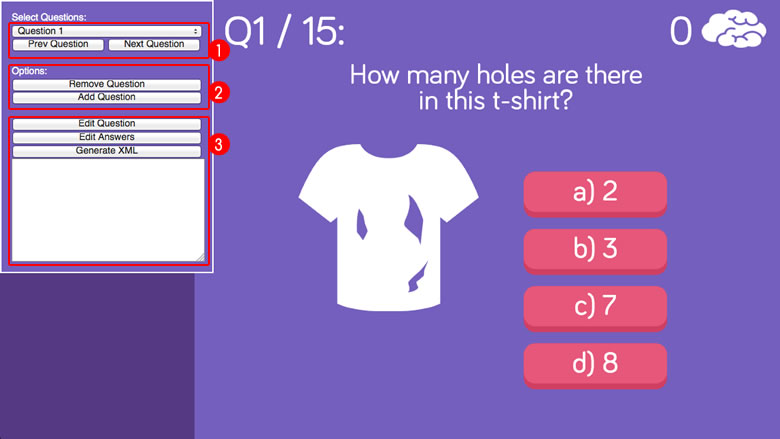 Select Questions:
Question 1
Prev Question Next Question
1
Options:
Remove Question
Add Question
2
Edit Question
Edit Answers
Generate XML
3
Q1 / 15:
0
How many holes are there
in this t-shirt?
a) 2
b) 3
c) 7
d) 8